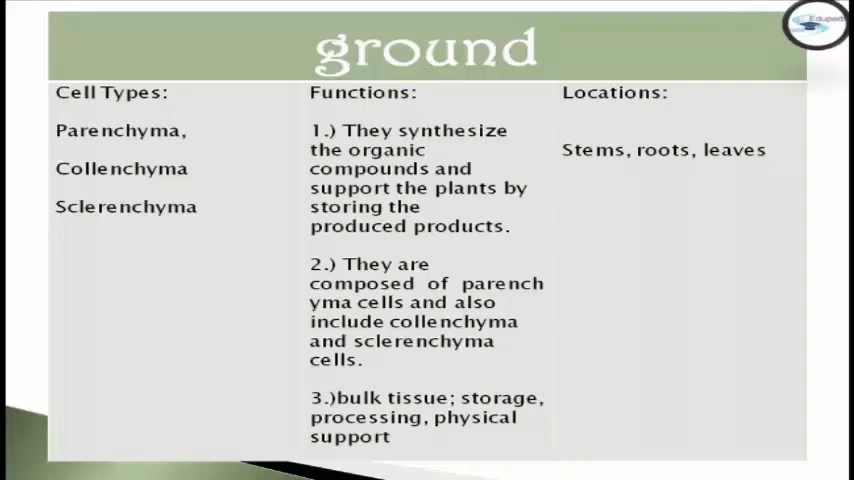 ground
Cell Types:
Parenchyma,
Collenchyma
Sclerenchyma
Functions:
1.) They synthesize
the organic
compounds and
support the plants by
storing the
produced products.
2.) They are
composed of parench
yma cells and also
include collenchyma
and sclerenchyma
cells.
3.)bulk tissue; storage,
processing, physical
support
Locations:
Stems, roots, leaves